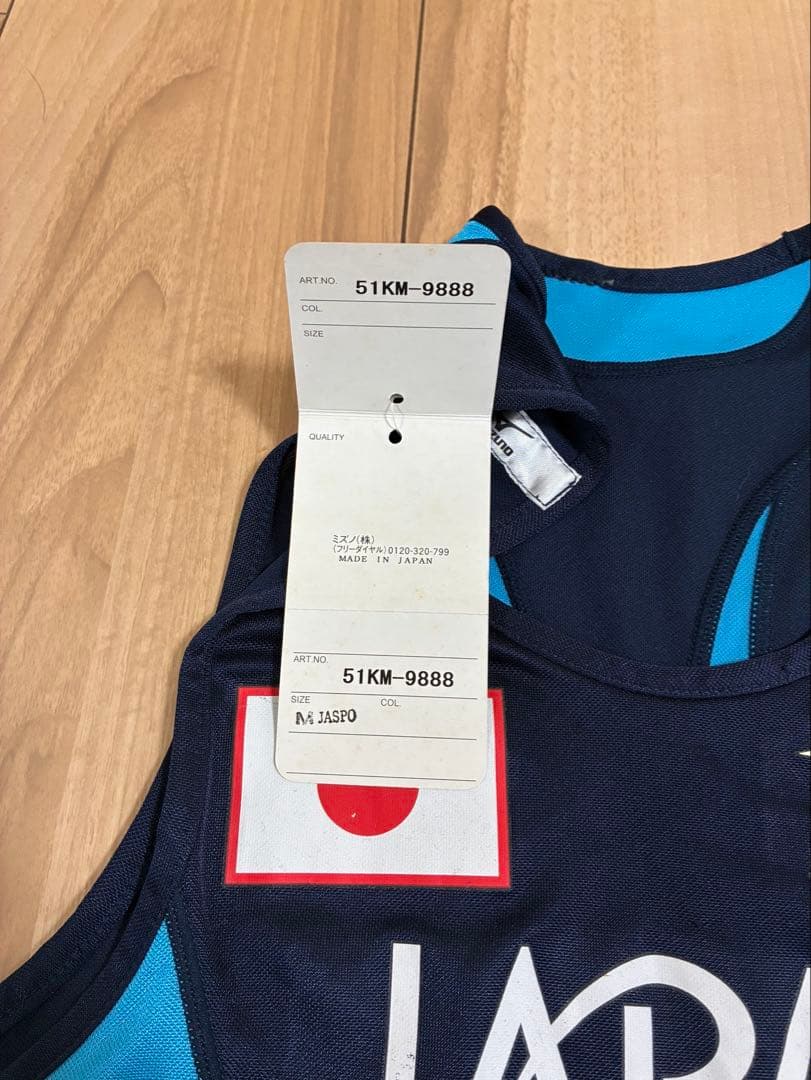 ART.NO. 51KM-9888
COL.
SIZE
QUALITY
ミズノ(株)
(フリーダイヤル)0120-320-799
MADE IN JAPAN
ART.NO. 51KM-9888
SIZE COL.
M JASPO